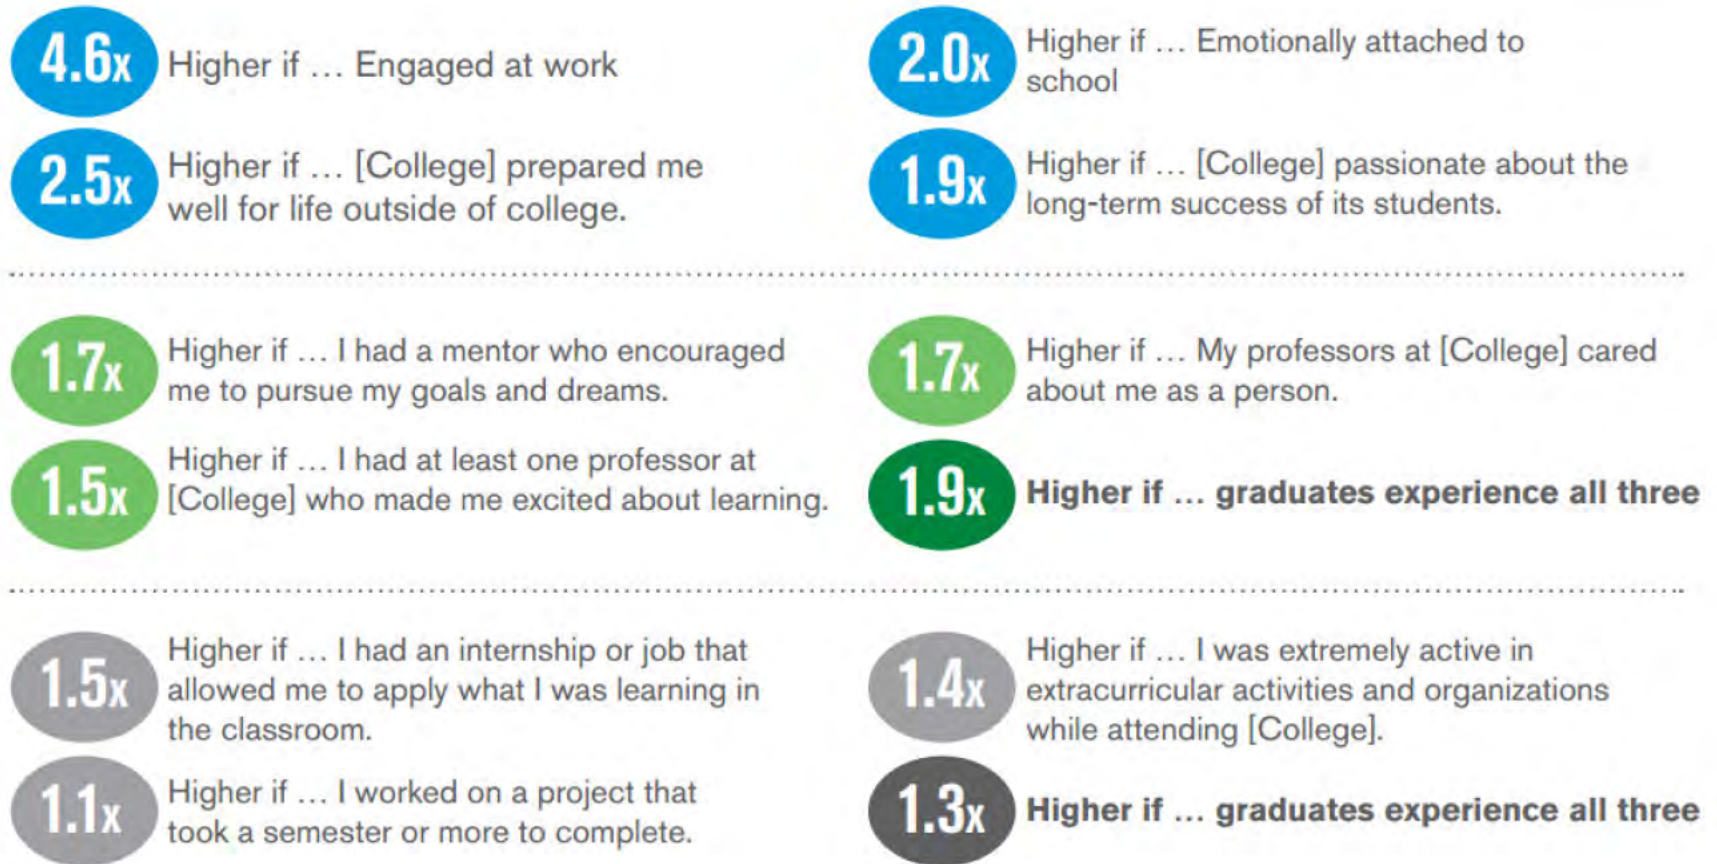 4.6x
Higher if … Engaged at work
2.0x
Higher if … Emotionally attached to
school
2.5x
Higher if … [College] prepared me
well for life outside of college.
1.9x
Higher if … [College] passionate about the
long-term success of its students.
1.7x
Higher if … I had a mentor who encouraged
me to pursue my goals and dreams.
1.7x
Higher if … My professors at [College] cared
about me as a person.
1.5x
Higher if … I had at least one professor at
[College] who made me excited about learning.
1.9x
Higher if … graduates experience all three
1.5x
Higher if … I had an internship or job that
allowed me to apply what I was learning in
the classroom.
1.4x
Higher if … I was extremely active in
extracurricular activities and organizations
while attending [College].
1.1x
Higher if … I worked on a project that
took a semester or more to complete.
1.3x
Higher if … graduates experience all three